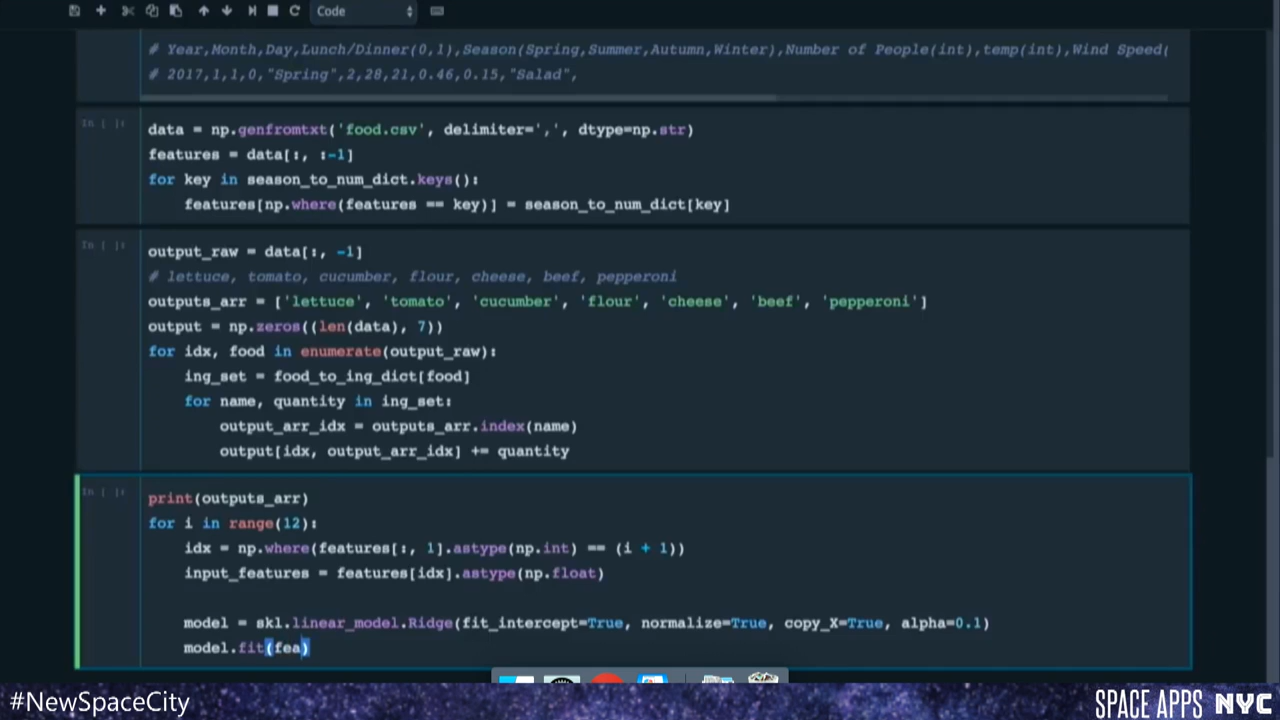 Code
# Year,Month,Day,Lunch/Dinner(0,1),Season(Spring,Summer,Autumn,Winter),Number of People(int),temp(int),Wind Speed(
# 2017,1,1,0,"Spring",2,28,21,0.46,0.15,"Salad",
In [ ]:
data = np.genfromtxt('food.csv', delimiter=',', dtype=np.str)
features = data[:, :-1]
for key in season_to_num_dict.keys():
    features[np.where(features == key)] = season_to_num_dict[key]
In [ ]:
output_raw = data[:, -1]
# lettuce, tomato, cucumber, flour, cheese, beef, pepperoni
outputs_arr = ['lettuce', 'tomato', 'cucumber', 'flour', 'cheese', 'beef', 'pepperoni']
output = np.zeros((len(data), 7))
for idx, food in enumerate(output_raw):
    ing_set = food_to_ing_dict[food]
    for name, quantity in ing_set:
        output_arr_idx = outputs_arr.index(name)
        output[idx, output_arr_idx] += quantity
In [ ]:
print(outputs_arr)
for i in range(12):
    idx = np.where(features[:, 1].astype(np.int) == (i + 1))
    input_features = features[idx].astype(np.float)
    model = skl.linear_model.Ridge(fit_intercept=True, normalize=True, copy_X=True, alpha=0.1)
    model.fit(fea)
#NewSpaceCity
SPACE APPS NYC